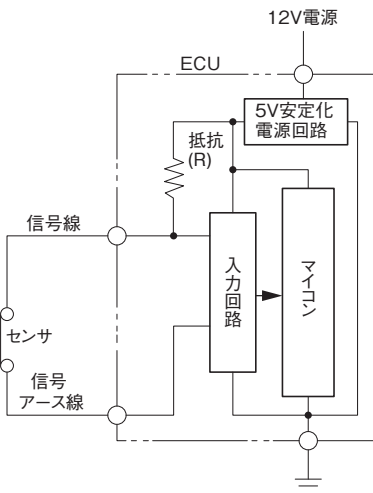 12V電源
ECU
5V安定化
電源回路
抵抗
(R)
信号線
入力回路
マイコン
センサ
信号
アース線